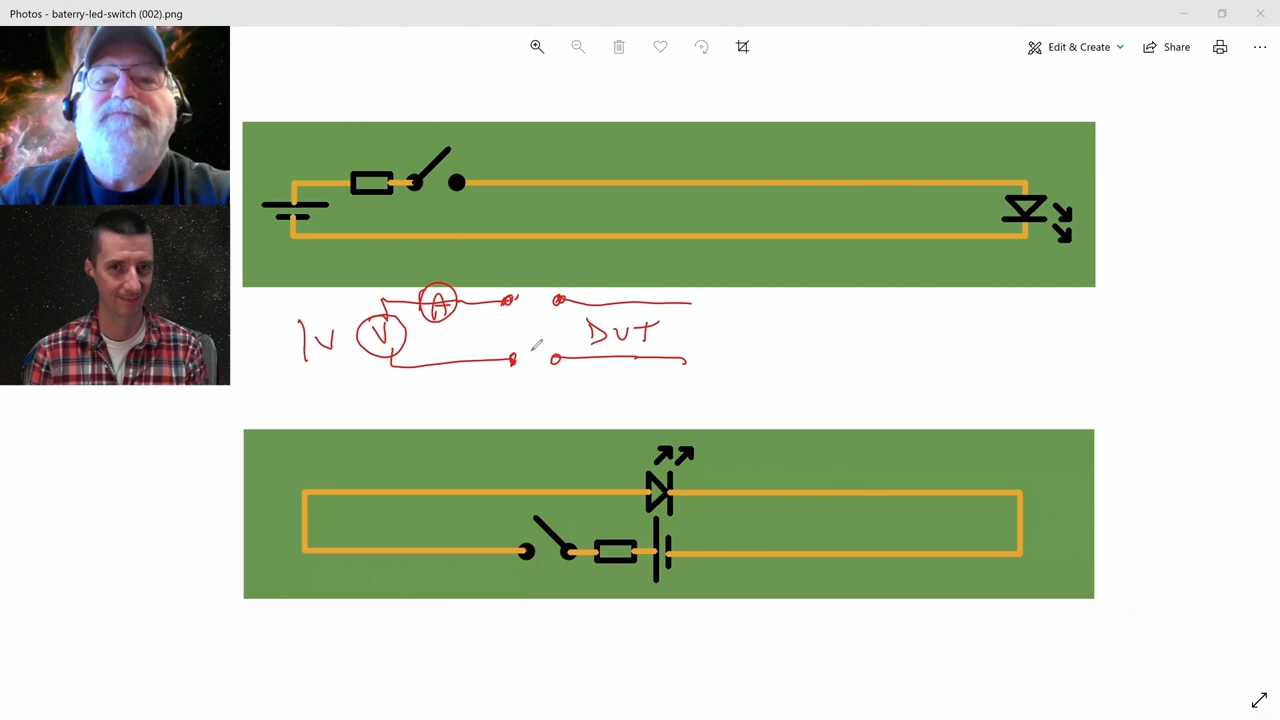 Photos - baterry-led-switch (002).png
Edit & Create
Share
A
1V
V
DUT